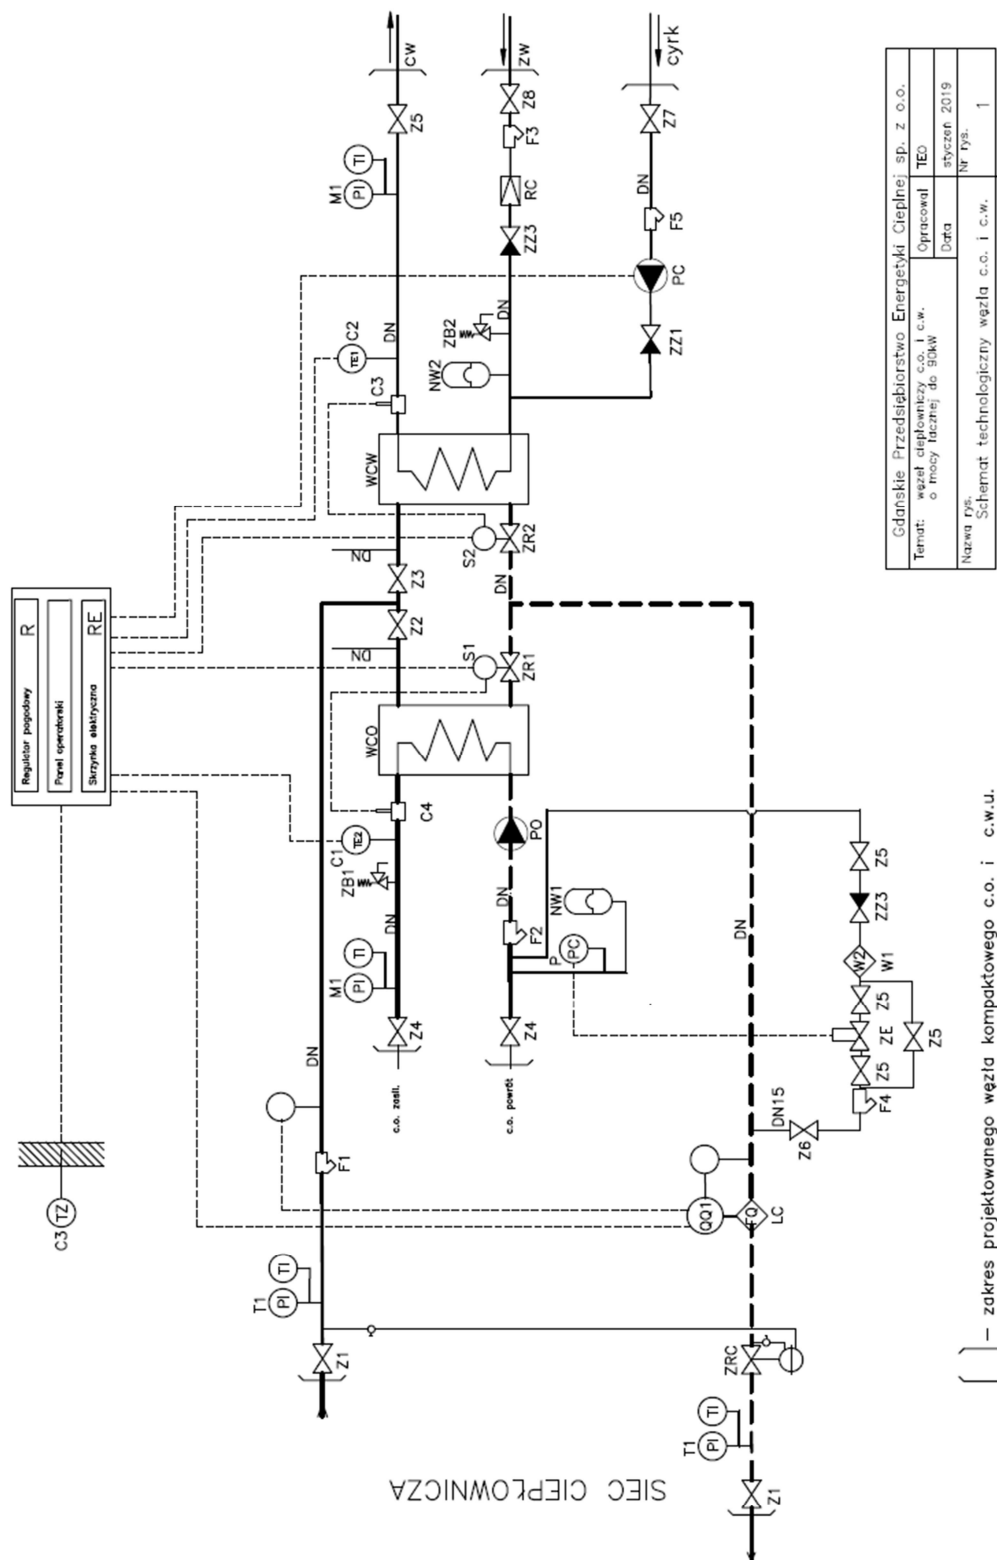 Regulator pogodowy R
Panel operatorski
Skrzynka elektryczna RE
C3 TZ
cw
zw
cyrk
Z5
Z8
F3
Z7
M1 PI TI
RC
ZZ3
DN
F5
PC
C2
TE1
DN
ZB2
DN
ZZ1
C3
NW2
WCW
S2
ZR2
DN
Z3
DN
Z2
DN
S1
ZR1
WCO
C4
C1
TE2
ZB1
DN
PO
DN
F2
NW1
P PC
M1 PI TI
Z4
c.o. zasil.
Z4
c.o. powrót
DN
F1
T1 PI TI
Z1
DN
Z5
ZZ3
W2
W1
Z5
ZE
Z5
Z5
F4
DN15
Z6
QQ1
FQ
LC
ZRC
T1 PI TI
Z1
SIEC CIEPŁOWNICZA
– zakres projektowanego węzła kompaktowego c.o. i c.w.u.
Gdańskie Przedsiębiorstwo Energetyki Cieplnej sp. z o.o.
Temat: węzeł ciepłowniczy c.o. i c.w.
o mocy łacznej do 90kW
Opracował TEO
Data styczeń 2019
Nazwa rys.
Schemat technologiczny węzła c.o. i c.w.
Nr rys.
1